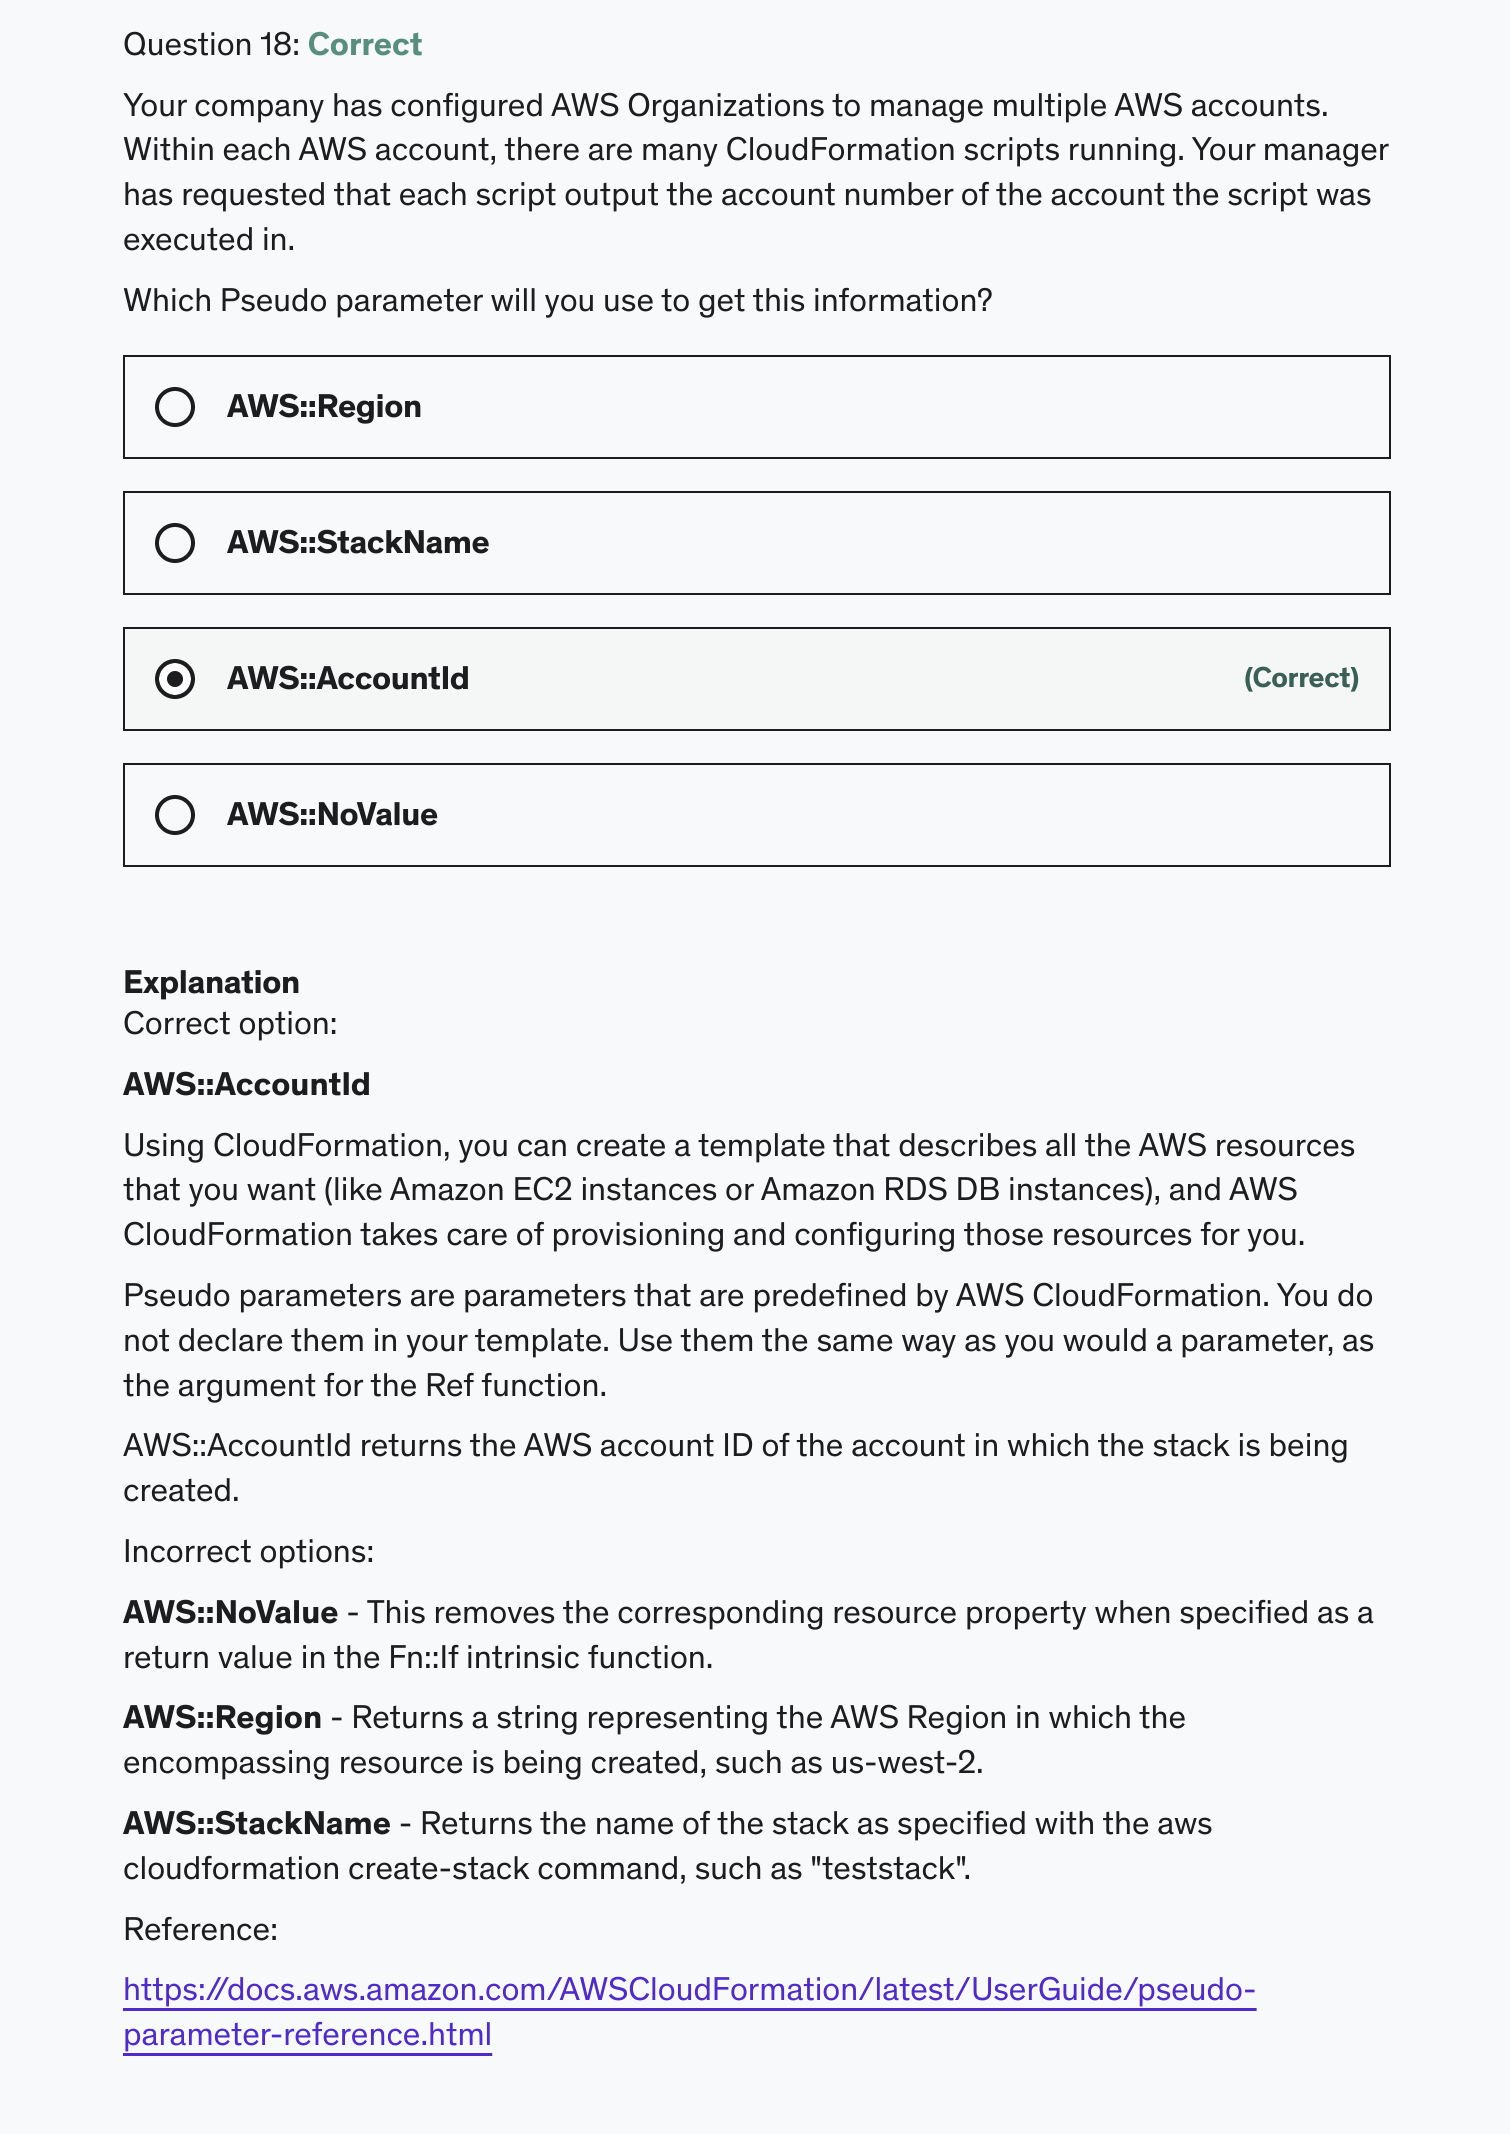 Question 18: Correct
Your company has configured AWS Organizations to manage multiple AWS accounts.
Within each AWS account, there are many CloudFormation scripts running. Your manager
has requested that each script output the account number of the account the script was
executed in.
Which Pseudo parameter will you use to get this information?
AWS::Region
AWS::StackName
AWS::AccountId (Correct)
AWS::NoValue
Explanation
Correct option:
AWS::AccountId
Using CloudFormation, you can create a template that describes all the AWS resources
that you want (like Amazon EC2 instances or Amazon RDS DB instances), and AWS
CloudFormation takes care of provisioning and configuring those resources for you.
Pseudo parameters are parameters that are predefined by AWS CloudFormation. You do
not declare them in your template. Use them the same way as you would a parameter, as
the argument for the Ref function.
AWS::AccountId returns the AWS account ID of the account in which the stack is being
created.
Incorrect options:
AWS::NoValue - This removes the corresponding resource property when specified as a
return value in the Fn::If intrinsic function.
AWS::Region - Returns a string representing the AWS Region in which the
encompassing resource is being created, such as us-west-2.
AWS::StackName - Returns the name of the stack as specified with the aws
cloudformation create-stack command, such as "teststack".
Reference:
https://docs.aws.amazon.com/AWSCloudFormation/latest/UserGuide/pseudo-
parameter-reference.html